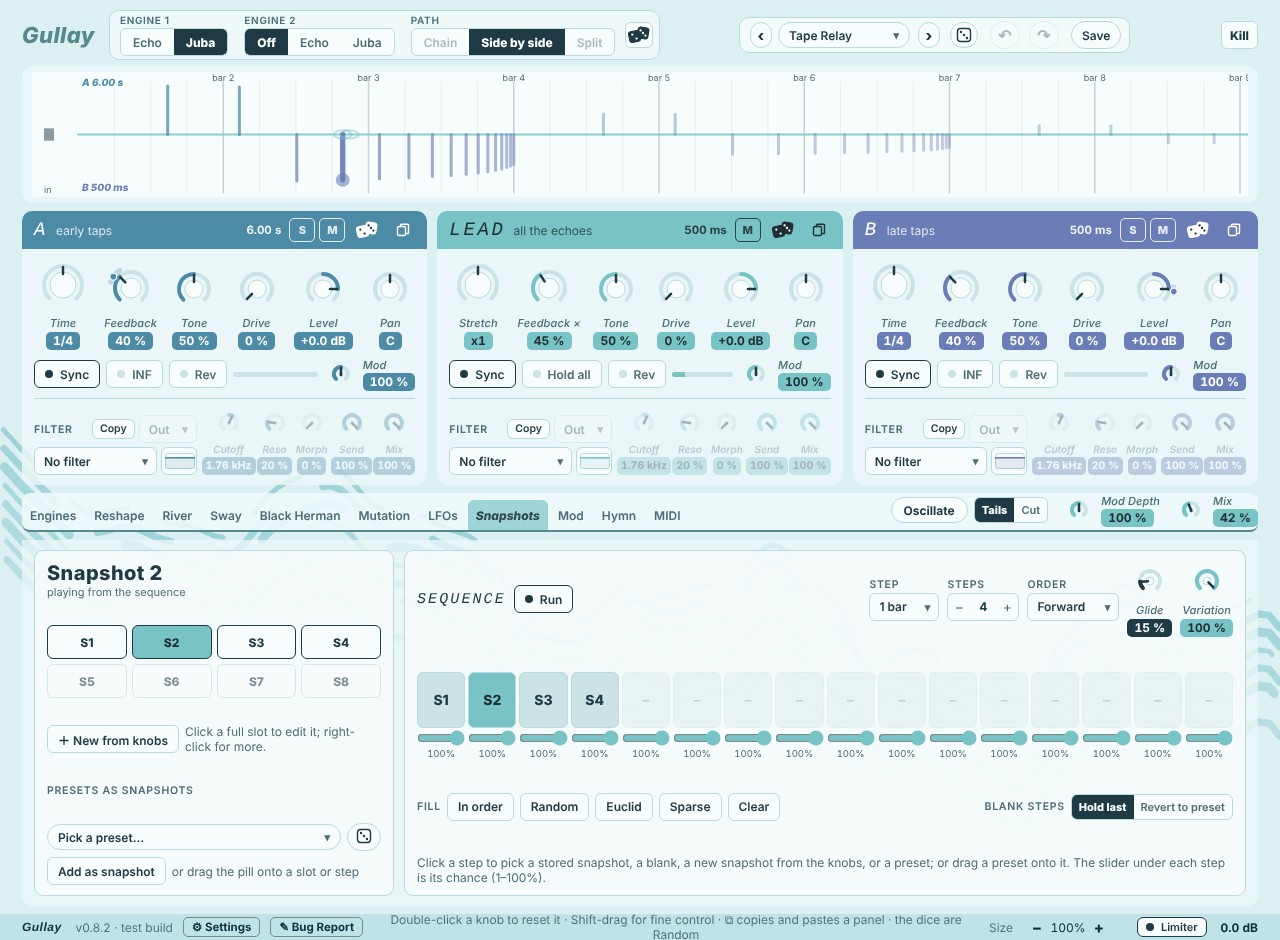 Gullay
ENGINE 1
Echo Juba
ENGINE 2
Off Echo Juba
PATH
Chain Side by side Split
‹ Tape Relay ▾ › ↶ ↷ Save
Kill
A 6.00 s
bar 2 bar 3 bar 4 bar 5 bar 6 bar 7 bar 8 bar 9
in
B 500 ms
A early taps 6.00 s S M
Time Feedback Tone Drive Level Pan
1/4 40 % 50 % 0 % +0.0 dB C
Sync INF Rev Mod 100 %
FILTER Copy Out ▾
No filter ▾
Cutoff Reso Morph Send Mix
1.76 kHz 20 % 0 % 100 % 100 %
LEAD all the echoes 500 ms M
Stretch Feedback × Tone Drive Level Pan
x1 45 % 50 % 0 % +0.0 dB C
Sync Hold all Rev Mod 100 %
FILTER Copy Out ▾
No filter ▾
Cutoff Reso Morph Send Mix
1.76 kHz 20 % 0 % 100 % 100 %
B late taps 500 ms S M
Time Feedback Tone Drive Level Pan
1/4 40 % 50 % 0 % +0.0 dB C
Sync INF Rev Mod 100 %
FILTER Copy Out ▾
No filter ▾
Cutoff Reso Morph Send Mix
1.76 kHz 20 % 0 % 100 % 100 %
Engines Reshape River Sway Black Herman Mutation LFOs Snapshots Mod Hymn MIDI
Oscillate Tails Cut
Mod Depth 100 %
Mix 42 %
Snapshot 2
playing from the sequence
S1 S2 S3 S4
S5 S6 S7 S8
+ New from knobs
Click a full slot to edit it; right-
click for more.
PRESETS AS SNAPSHOTS
Pick a preset... ▾
Add as snapshot or drag the pill onto a slot or step
SEQUENCE Run
STEP STEPS ORDER
1 bar ▾ − 4 + Forward ▾
Glide Variation
15 % 100 %
S1 S2 S3 S4 – – – – – – – – – – – –
100% 100% 100% 100% 100% 100% 100% 100% 100% 100% 100% 100% 100% 100% 100% 100%
FILL In order Random Euclid Sparse Clear
BLANK STEPS Hold last Revert to preset
Click a step to pick a stored snapshot, a blank, a new snapshot from the knobs, or a preset; or drag a preset onto it. The slider under each step
is its chance (1–100%).
Gullay v0.8.2 · test build ⚙ Settings ✎ Bug Report
Double-click a knob to reset it · Shift-drag for fine control · ⧉ copies and pastes a panel · the dice are
Random
Size − 100% + Limiter 0.0 dB